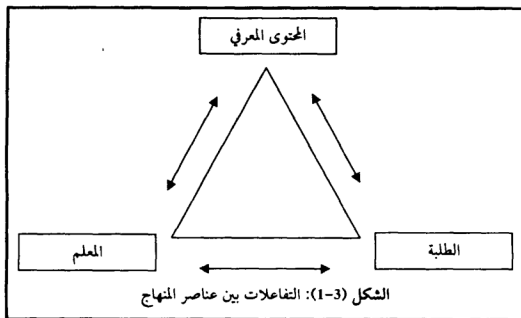 المحتوى المعرفي
المعلم
الطلبة
الشكل (3-1): التفاعلات بين عناصر المنهاج